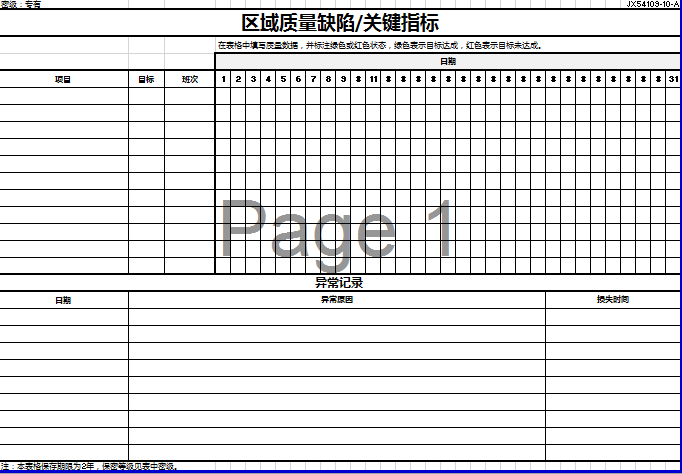 密级：专有
JX54103-10-A
区域质量缺陷/关键指标
在表格中填写质量数据，并标注绿色或红色状态，绿色表示目标达成，红色表示目标未达成。
日期
项目 目标 班次 1 2 3 4 5 6 7 8 9 # 11 # # # # # # # # # # # # # # # # # # # 31
Page 1
异常记录
日期 异常原因 损失时间
注：本表格保存期限为2年，保密等级见表中密级。